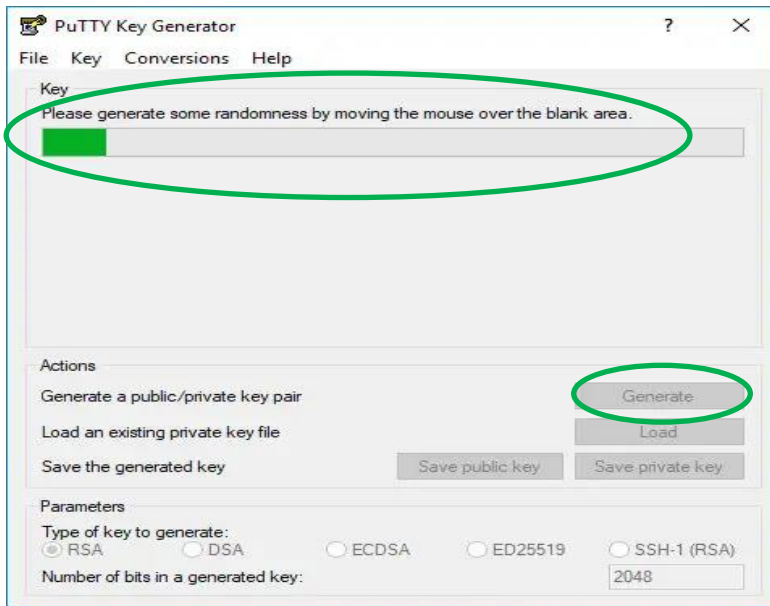 PuTTY Key Generator ?
File Key Conversions Help
Key
Please generate some randomness by moving the mouse over the blank area.
Actions
Generate a public/private key pair Generate
Load an existing private key file Load
Save the generated key Save public key Save private key
Parameters
Type of key to generate:
RSA DSA ECDSA ED25519 SSH-1 (RSA)
Number of bits in a generated key: 2048